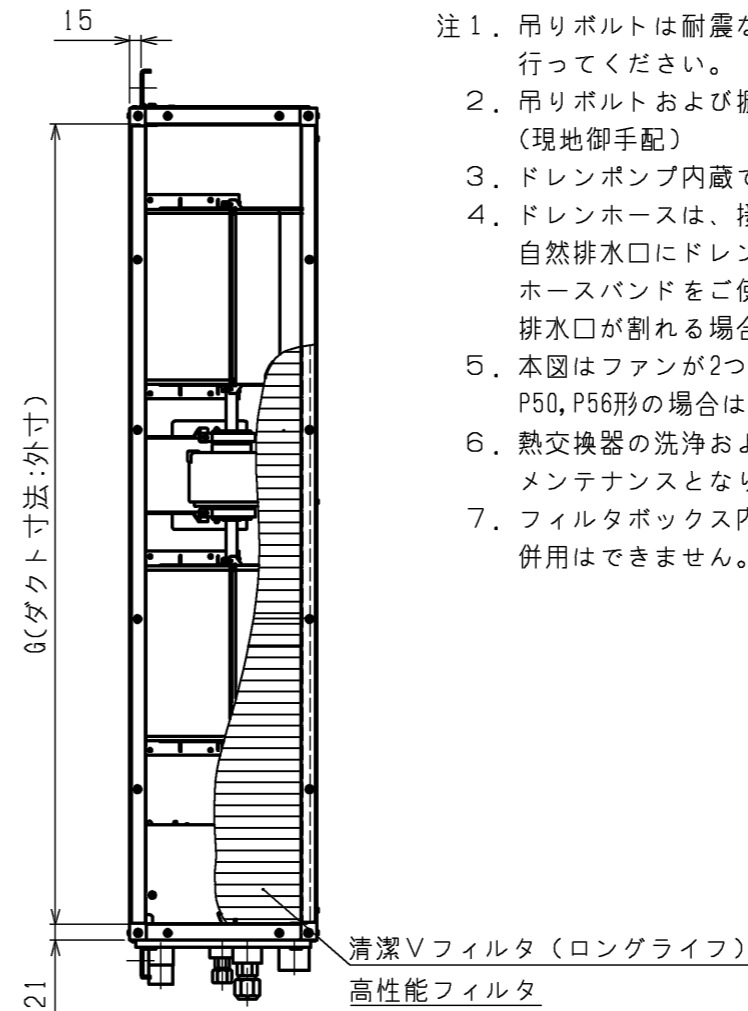 15
注１．吊りボルトは耐震
行ってください。
２．吊りボルトおよび
（現地御手配）
３．ドレンポンプ内蔵
４．ドレンホースは、
自然排水口にドレン
ホースバンドをご使
排水口が割れる場合
５．本図はファンが2つ
P50,P56形の場合は
６．熱交換器の洗浄およ
メンテナンスとなり
７．フィルタボックス内
併用はできません。
G(ダクト寸法:外寸)
清潔Ｖフィルタ（ロングライフ）
高性能フィルタ
21